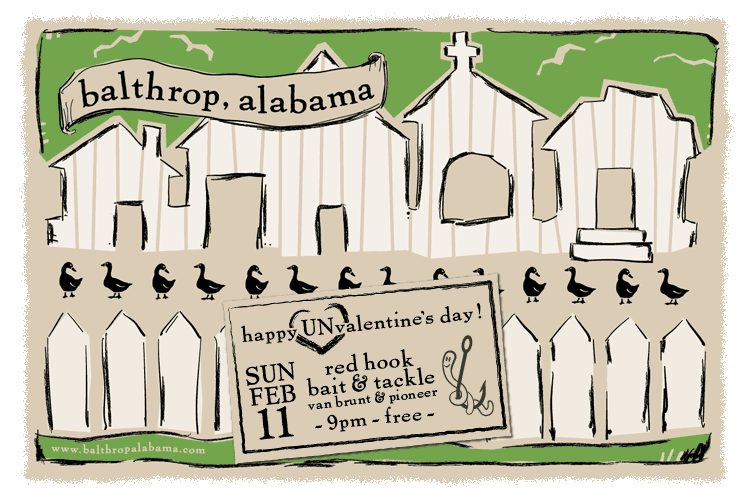 balthrop, alabama
happy UNvalentine's day!
SUN
FEB
11
red hook
bait & tackle
van brunt & pioneer
- 9pm - free -
www.balthropalabama.com